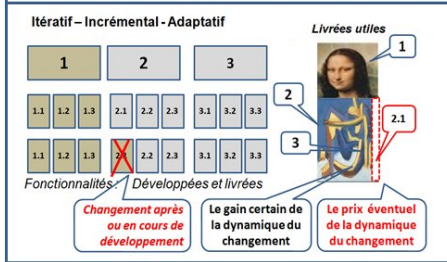 Itératif – Incrémental - Adaptatif
Livrées utiles
1
2
3
1
1.1
1.2
1.3
2.1
2.2
2.3
3.1
3.2
3.3
2
2.1
3
1.1
1.2
1.3
2.2
2.3
3.1
3.2
3.3
Fonctionnalités : Développées et livrées
Changement après
ou en cours de
développement
Le gain certain de
la dynamique du
changement
Le prix éventuel
de la dynamique
du changement